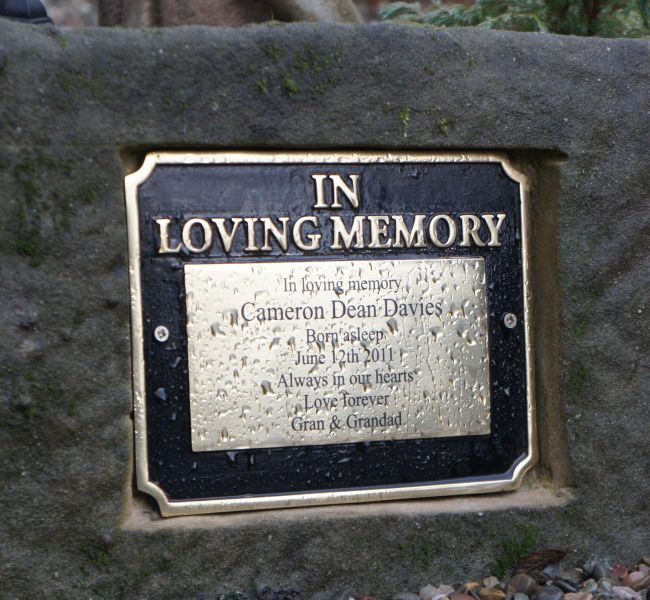 IN
LOVING MEMORY
In loving memory
Cameron Dean Davies
Born asleep
June 12th 2011
Always in our hearts
Love forever
Gran & Grandad